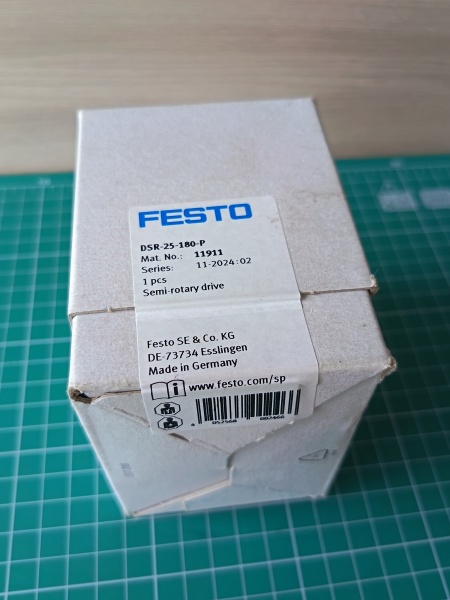 FESTO
DSR-25-180-P
Mat. No.: 11911
Series: 11-2024:02
1 pcs
Semi-rotary drive
Festo SE & Co. KG
DE-73734 Esslingen
Made in Germany
www.festo.com/sp